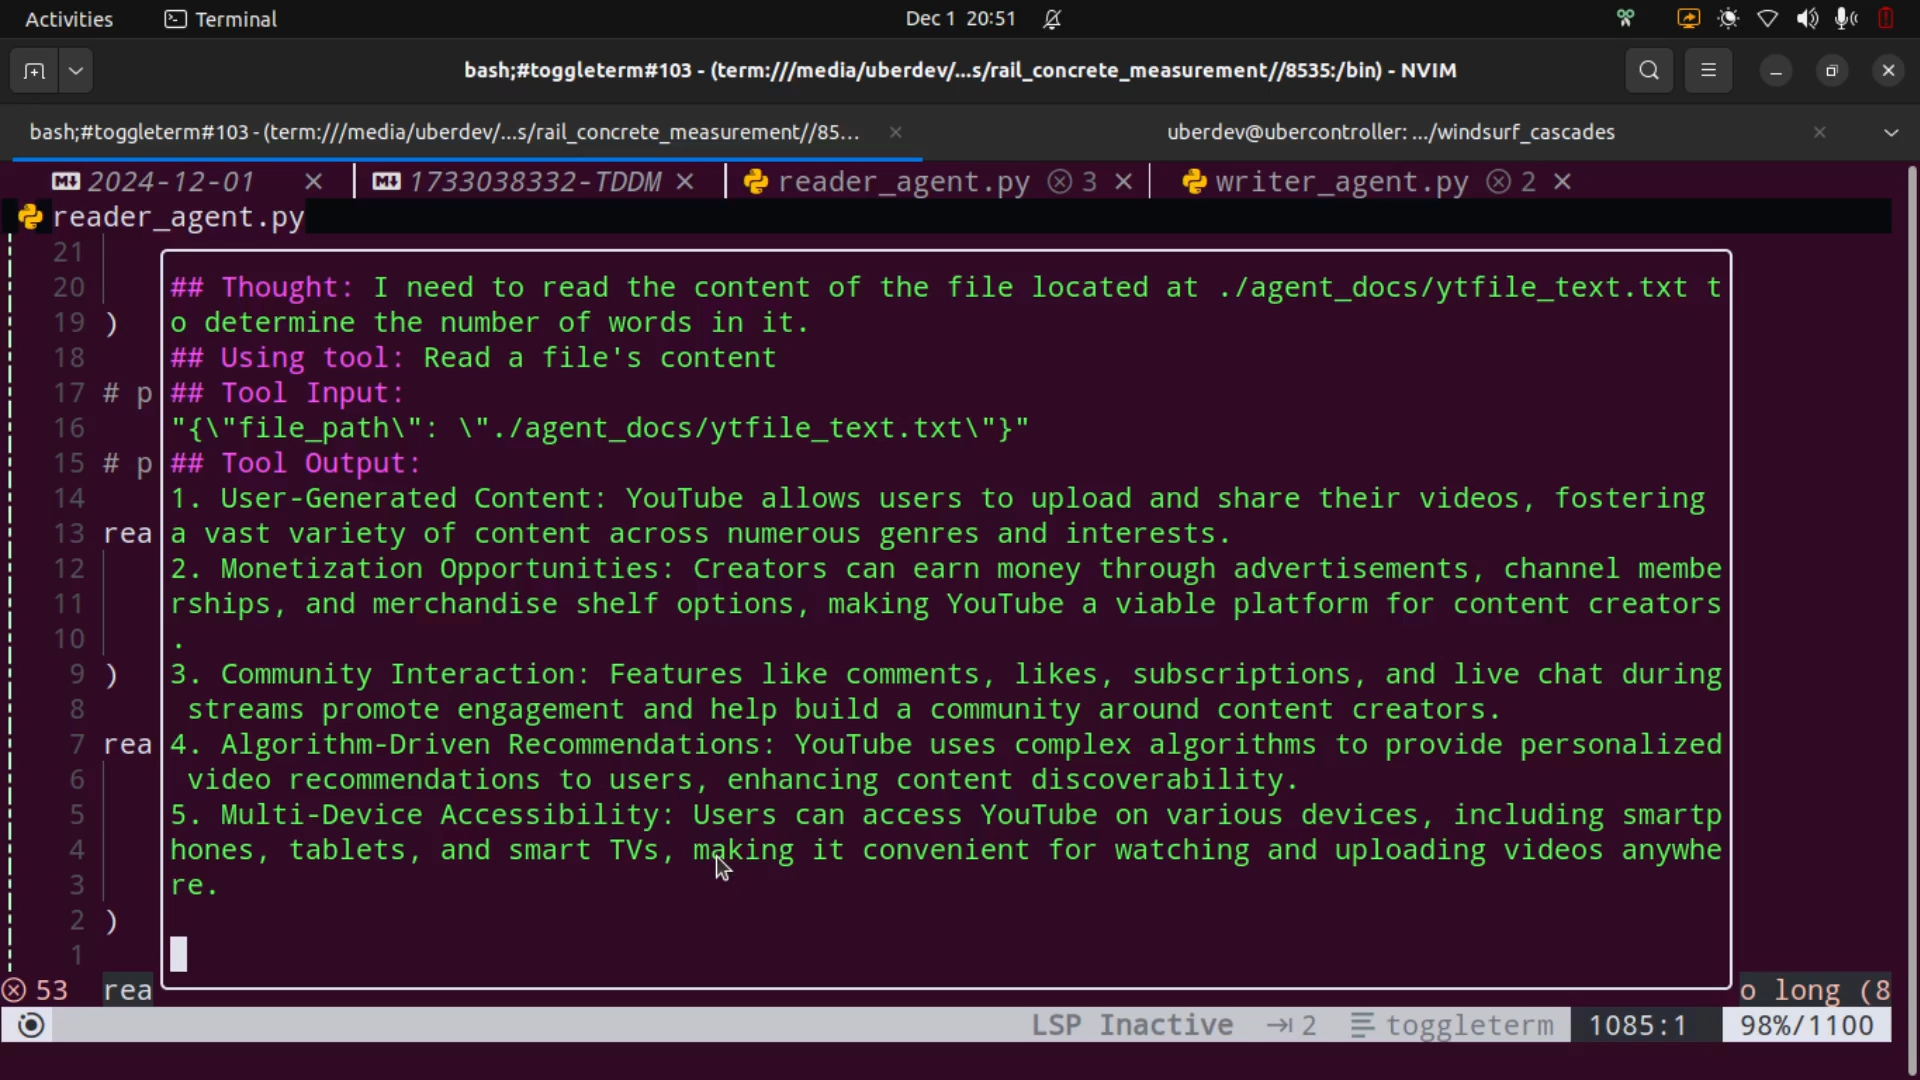 Activities Terminal Dec 1 20:51
bash;#toggleterm#103 - (term:///media/uberdev/...s/rail_concrete_measurement//8535:/bin) - NVIM
bash;#toggleterm#103 - (term:///media/uberdev/...s/rail_concrete_measurement//85... uberdev@ubercontroller: .../windsurf_cascades
2024-12-01 1733038332-TDDM reader_agent.py 3 writer_agent.py 2
reader_agent.py
21
20 ## Thought: I need to read the content of the file located at ./agent_docs/ytfile_text.txt t
19 ) o determine the number of words in it.
18 ## Using tool: Read a file's content
17 # p ## Tool Input:
16 "{\"file_path\": \"./agent_docs/ytfile_text.txt\"}"
15 # p ## Tool Output:
14 1. User-Generated Content: YouTube allows users to upload and share their videos, fostering
13 rea a vast variety of content across numerous genres and interests.
12 2. Monetization Opportunities: Creators can earn money through advertisements, channel membe
11 rships, and merchandise shelf options, making YouTube a viable platform for content creators
10 .
9 ) 3. Community Interaction: Features like comments, likes, subscriptions, and live chat during
8 streams promote engagement and help build a community around content creators.
7 rea 4. Algorithm-Driven Recommendations: YouTube uses complex algorithms to provide personalized
6 video recommendations to users, enhancing content discoverability.
5 5. Multi-Device Accessibility: Users can access YouTube on various devices, including smartp
4 hones, tablets, and smart TVs, making it convenient for watching and uploading videos anywhe
3 re.
2 )
1
53 rea o long (8
LSP Inactive 2 toggleterm 1085:1 98%/1100